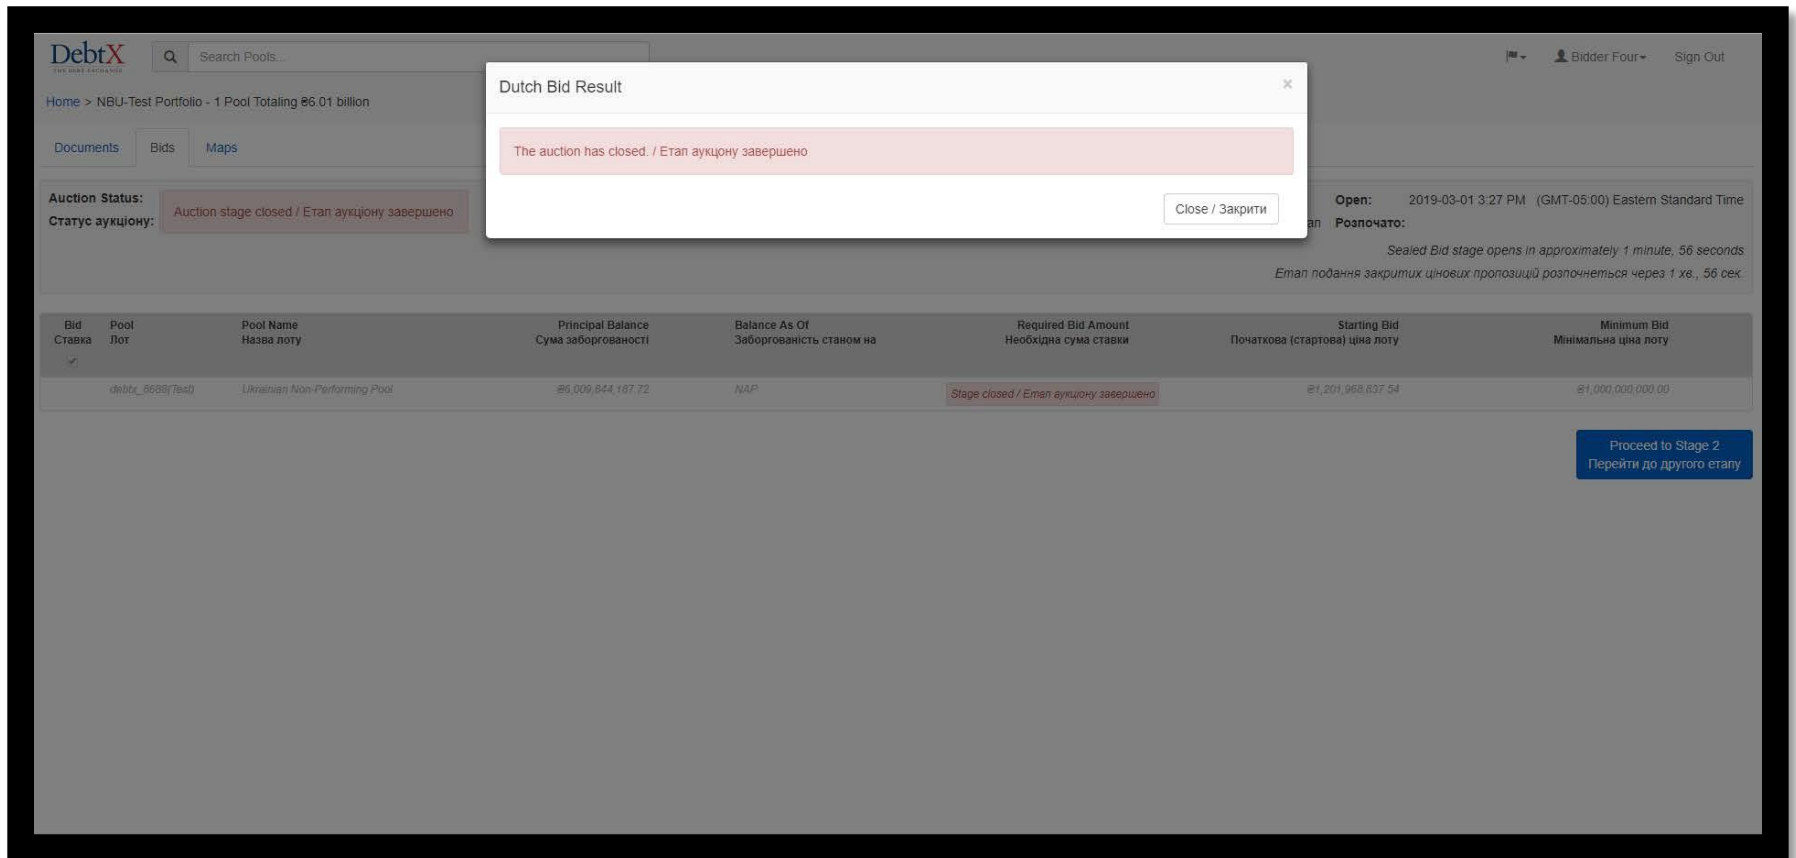 DebtX
THE DEBT EXCHANGE
Search Pools...
Bidder Four
Sign Out
Home > NBU-Test Portfolio - 1 Pool Totaling ₴6.01 billion
Dutch Bid Result
×
The auction has closed. / Етап аукцону завершено
Close / Закрити
Documents
Bids
Maps
Auction Status:
Статус аукціону:
Auction stage closed / Етап аукціону завершено
Open: 2019-03-01 3:27 PM (GMT-05:00) Eastern Standard Time
Розпочато:
Sealed Bid stage opens in approximately 1 minute, 56 seconds
Етап подання закритих цінових пропозицій розпочнеться через 1 хв., 56 сек.
Bid Pool Pool Name Principal Balance Balance As Of Required Bid Amount Starting Bid Minimum Bid
Ставка Лот Назва лоту Сума заборгованості Заборгованість станом на Необхідна сума ставки Початкова (стартова) ціна лоту Мінімальна ціна лоту
debtx_8688(Test) Ukrainian Non-Performing Pool ₴6,009,844,187.72 NAP Stage closed / Етап аукціону завершено ₴1,201,968,837.54 ₴1,000,000,000.00
Proceed to Stage 2
Перейти до другого етапу